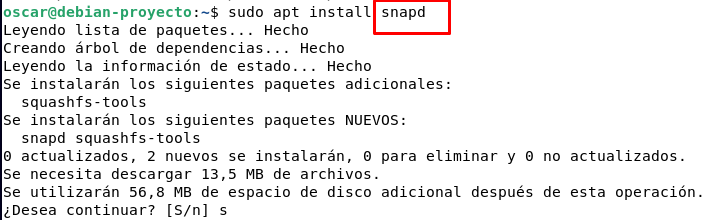 oscar@debian-proyecto:~$ sudo apt install snapd
Leyendo lista de paquetes... Hecho
Creando árbol de dependencias... Hecho
Leyendo la información de estado... Hecho
Se instalarán los siguientes paquetes adicionales:
  squashfs-tools
Se instalarán los siguientes paquetes NUEVOS:
  snapd squashfs-tools
0 actualizados, 2 nuevos se instalarán, 0 para eliminar y 0 no actualizados.
Se necesita descargar 13,5 MB de archivos.
Se utilizarán 56,8 MB de espacio de disco adicional después de esta operación.
¿Desea continuar? [S/n] s